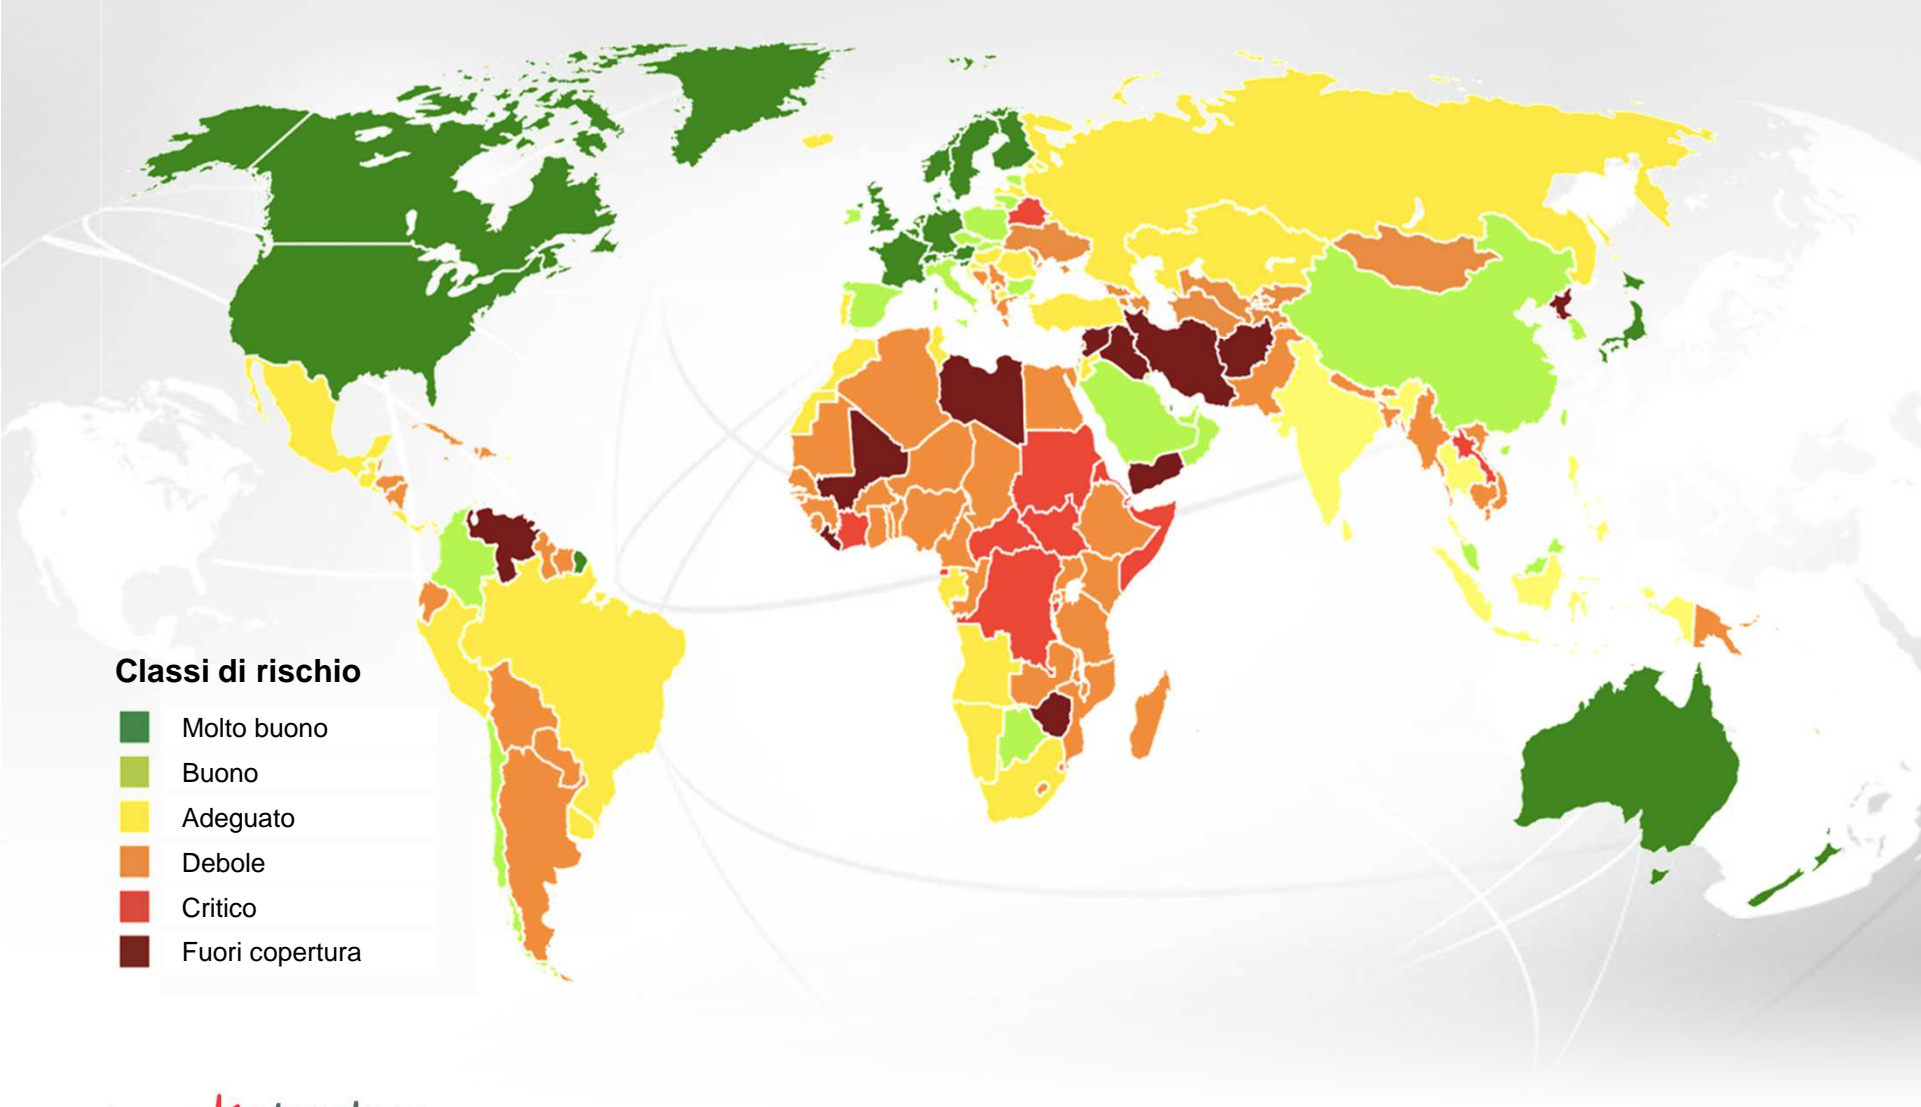 Classi di rischio
Molto buono
Buono
Adeguato
Debole
Critico
Fuori copertura